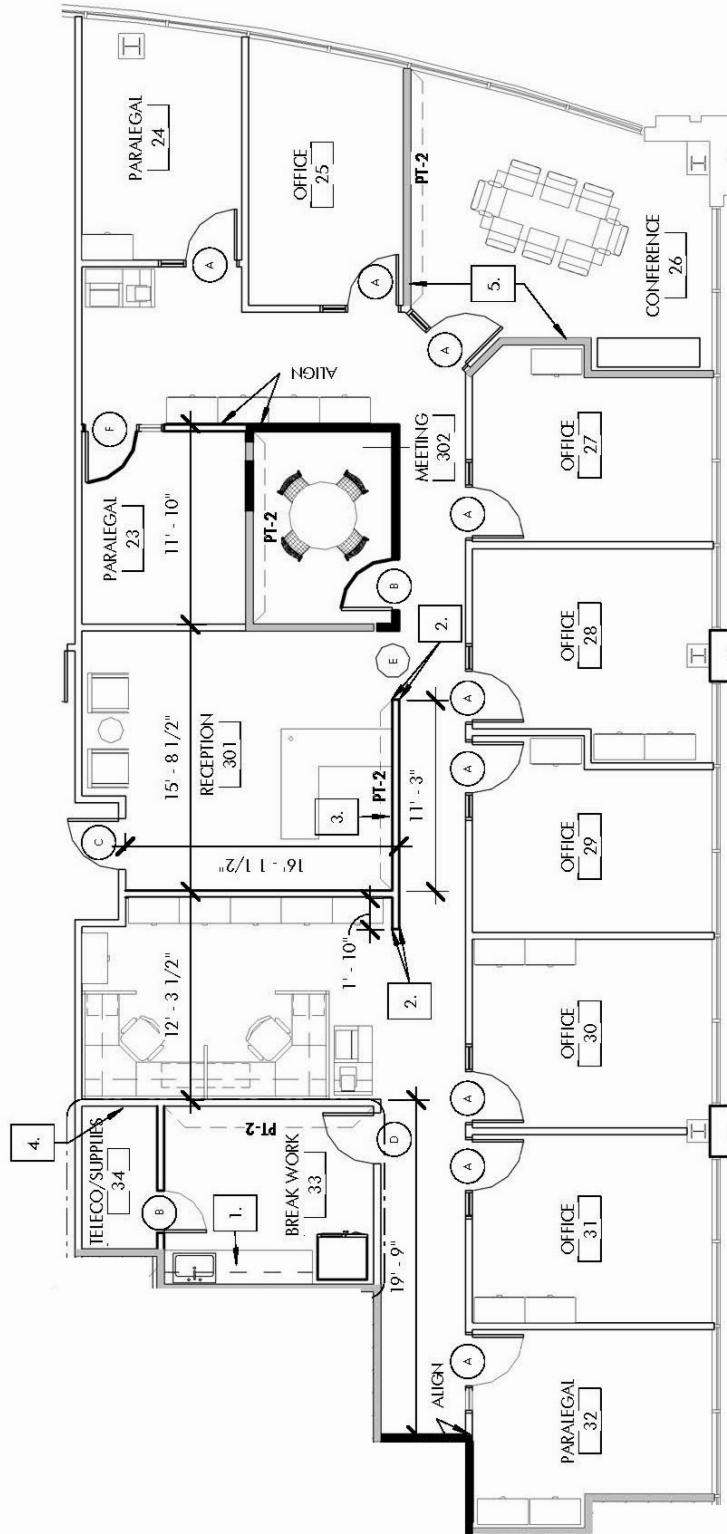 4.
TELECO/SUPPLIES
34
B
C
F
PARALEGAL
23
PARALEGAL
24
12' - 3 1/2"
15' - 8 1/2"
11' - 10"
A
RECEPTION
301
1.
PT-2
16' - 1 1/2"
PT-2
ALIGN
OFFICE
25
BREAK WORK
33
3.
PT-2
A
D
1' - 10"
E
B
PT-2
19' - 9"
2.
11' - 3"
2.
MEETING
302
A
5.
ALIGN
A
A
A
A
A
A
PARALEGAL
32
OFFICE
31
OFFICE
30
OFFICE
29
OFFICE
28
OFFICE
27
CONFERENCE
26